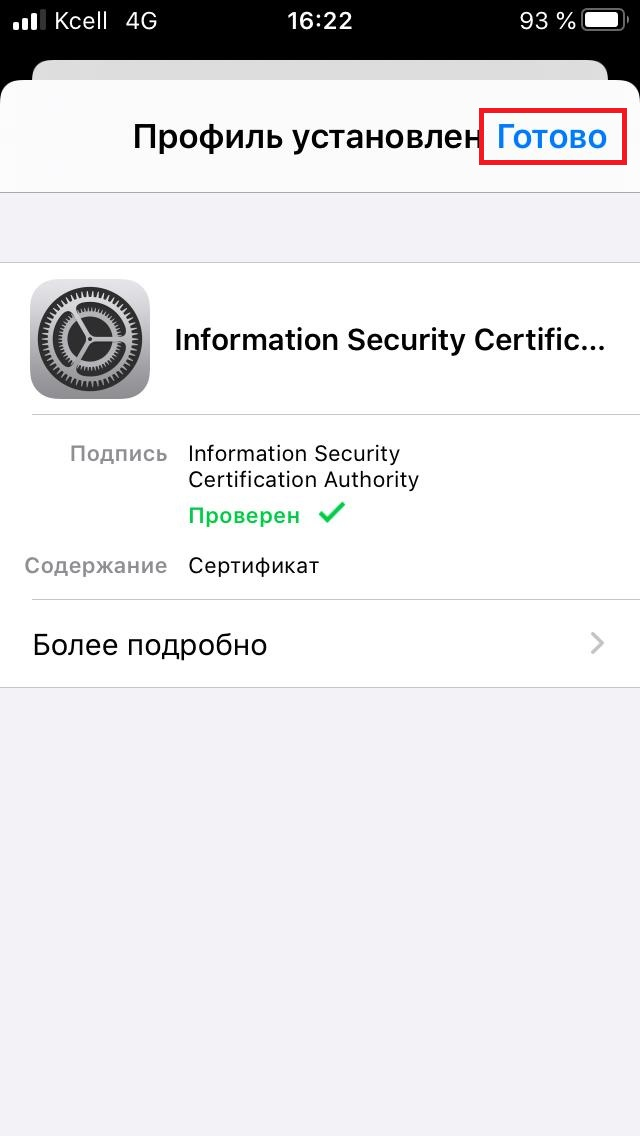 Kcell 4G 16:22 93 %
Профиль установлен Готово
Information Security Certific...
Подпись Information Security
Certification Authority
Проверен
Содержание Сертификат
Более подробно